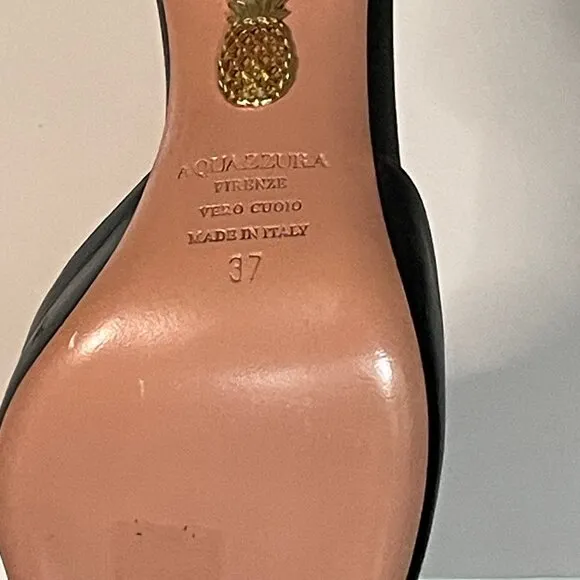 AQUAZZURA
FIRENZE
VERO CUOIO
MADE IN ITALY
37